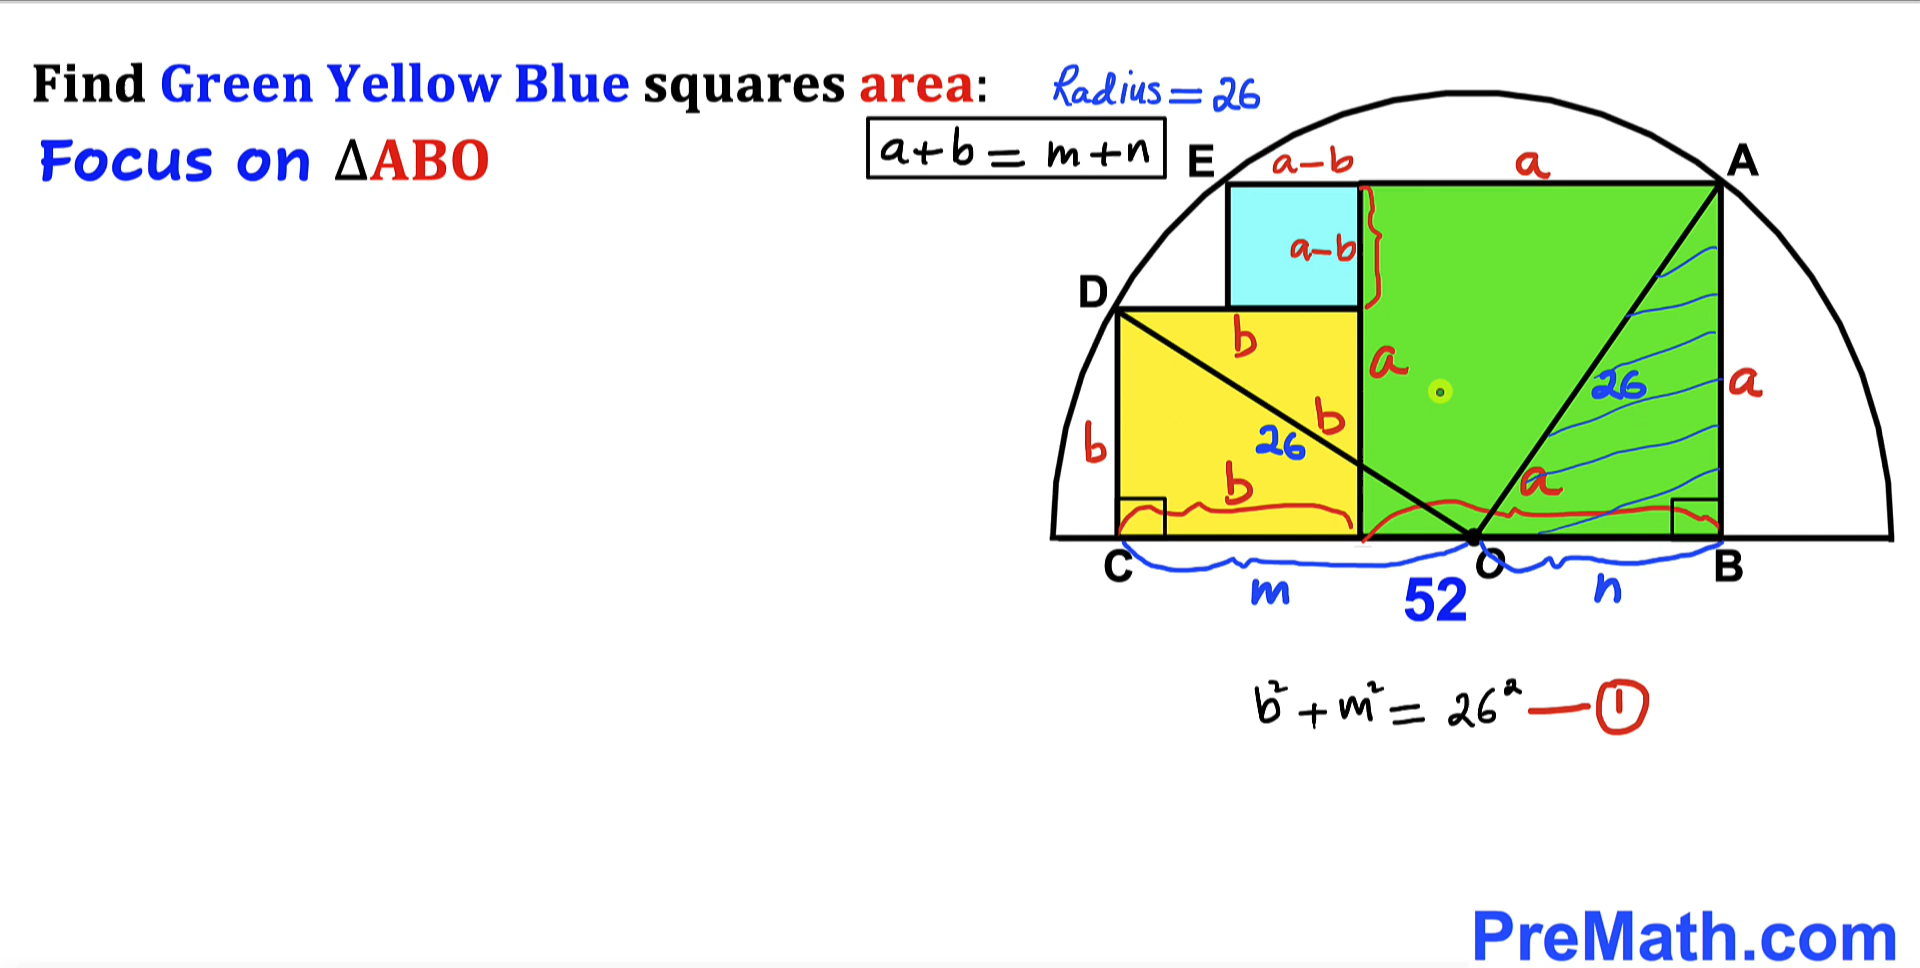 Find Green Yellow Blue squares area:
Radius = 26
Focus on ΔABO
a+b = m+n
E
a-b
a
A
a-b
D
b
a
26
a
b
b
26
b
a
C
O
B
m
52
n
b² + m² = 26² — ①
PreMath.com